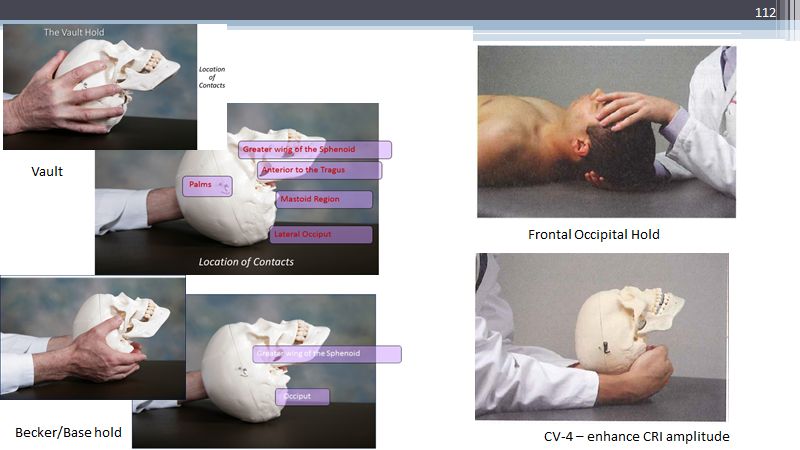 112
The Vault Hold
Location
of
Contacts
Vault
Greater wing of the Sphenoid
Anterior to the Tragus
Palms
Mastoid Region
Lateral Occiput
Location of Contacts
Frontal Occipital Hold
Greater wing of the Sphenoid
Occiput
Becker/Base hold
CV-4 – enhance CRI amplitude